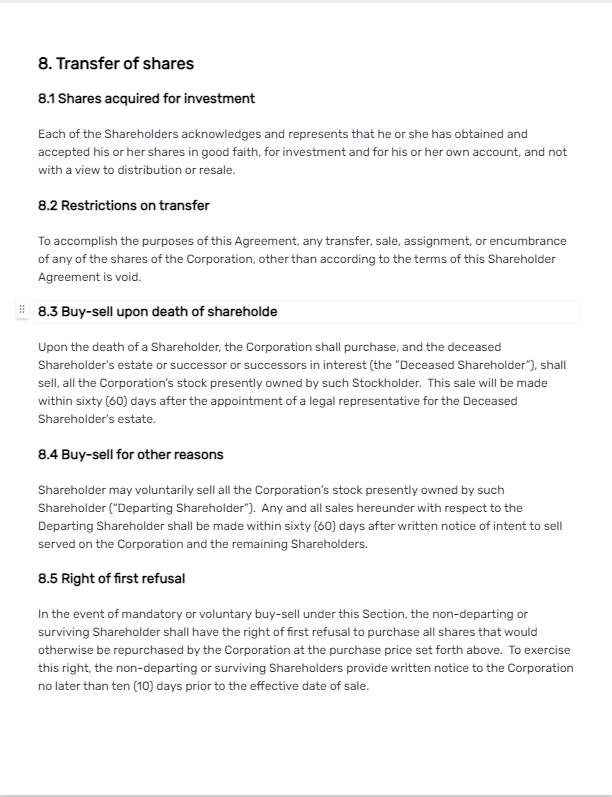 8. Transfer of shares
8.1 Shares acquired for investment
Each of the Shareholders acknowledges and represents that he or she has obtained and
accepted his or her shares in good faith, for investment and for his or her own account, and not
with a view to distribution or resale.
8.2 Restrictions on transfer
To accomplish the purposes of this Agreement, any transfer, sale, assignment, or encumbrance
of any of the shares of the Corporation, other than according to the terms of this Shareholder
Agreement is void.
8.3 Buy-sell upon death of shareholde
Upon the death of a Shareholder, the Corporation shall purchase, and the deceased
Shareholder’s estate or successor or successors in interest (the “Deceased Shareholder”), shall
sell, all the Corporation’s stock presently owned by such Stockholder.  This sale will be made
within sixty (60) days after the appointment of a legal representative for the Deceased
Shareholder’s estate.
8.4 Buy-sell for other reasons
Shareholder may voluntarily sell all the Corporation’s stock presently owned by such
Shareholder (“Departing Shareholder”).  Any and all sales hereunder with respect to the
Departing Shareholder shall be made within sixty (60) days after written notice of intent to sell
served on the Corporation and the remaining Shareholders.
8.5 Right of first refusal
In the event of mandatory or voluntary buy-sell under this Section, the non-departing or
surviving Shareholder shall have the right of first refusal to purchase all shares that would
otherwise be repurchased by the Corporation at the purchase price set forth above.  To exercise
this right, the non-departing or surviving Shareholders provide written notice to the Corporation
no later than ten (10) days prior to the effective date of sale.